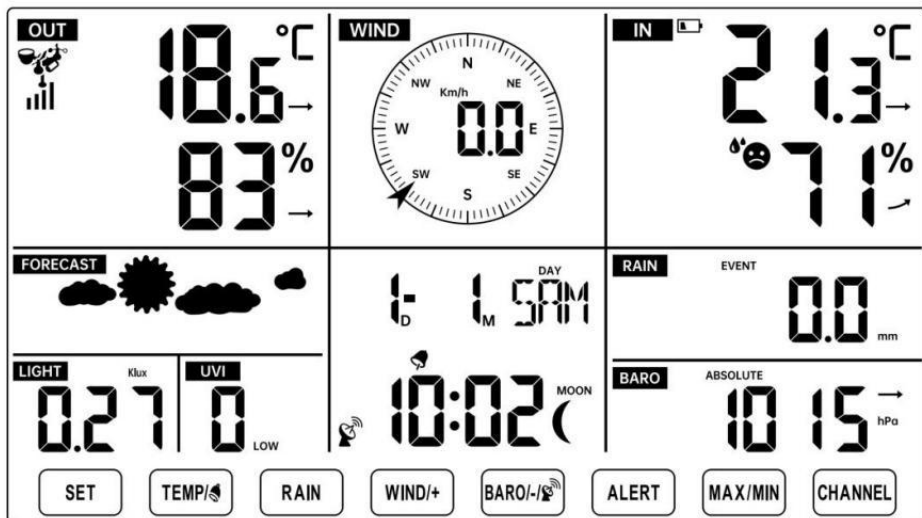 OUT
18.6 °C
83 %
WIND
N
NW NE
Km/h
W 0.0 E
SW SE
S
IN
21.3 °C
71 %
FORECAST
DAY
1- 1 SAM
D M
RAIN EVENT
0.0 mm
LIGHT Klux
0.27
UVI
0 LOW
10:02 MOON
BARO ABSOLUTE
1015 hPa
SET TEMP/ RAIN WIND/+ BARO/-/ ALERT MAX/MIN CHANNEL